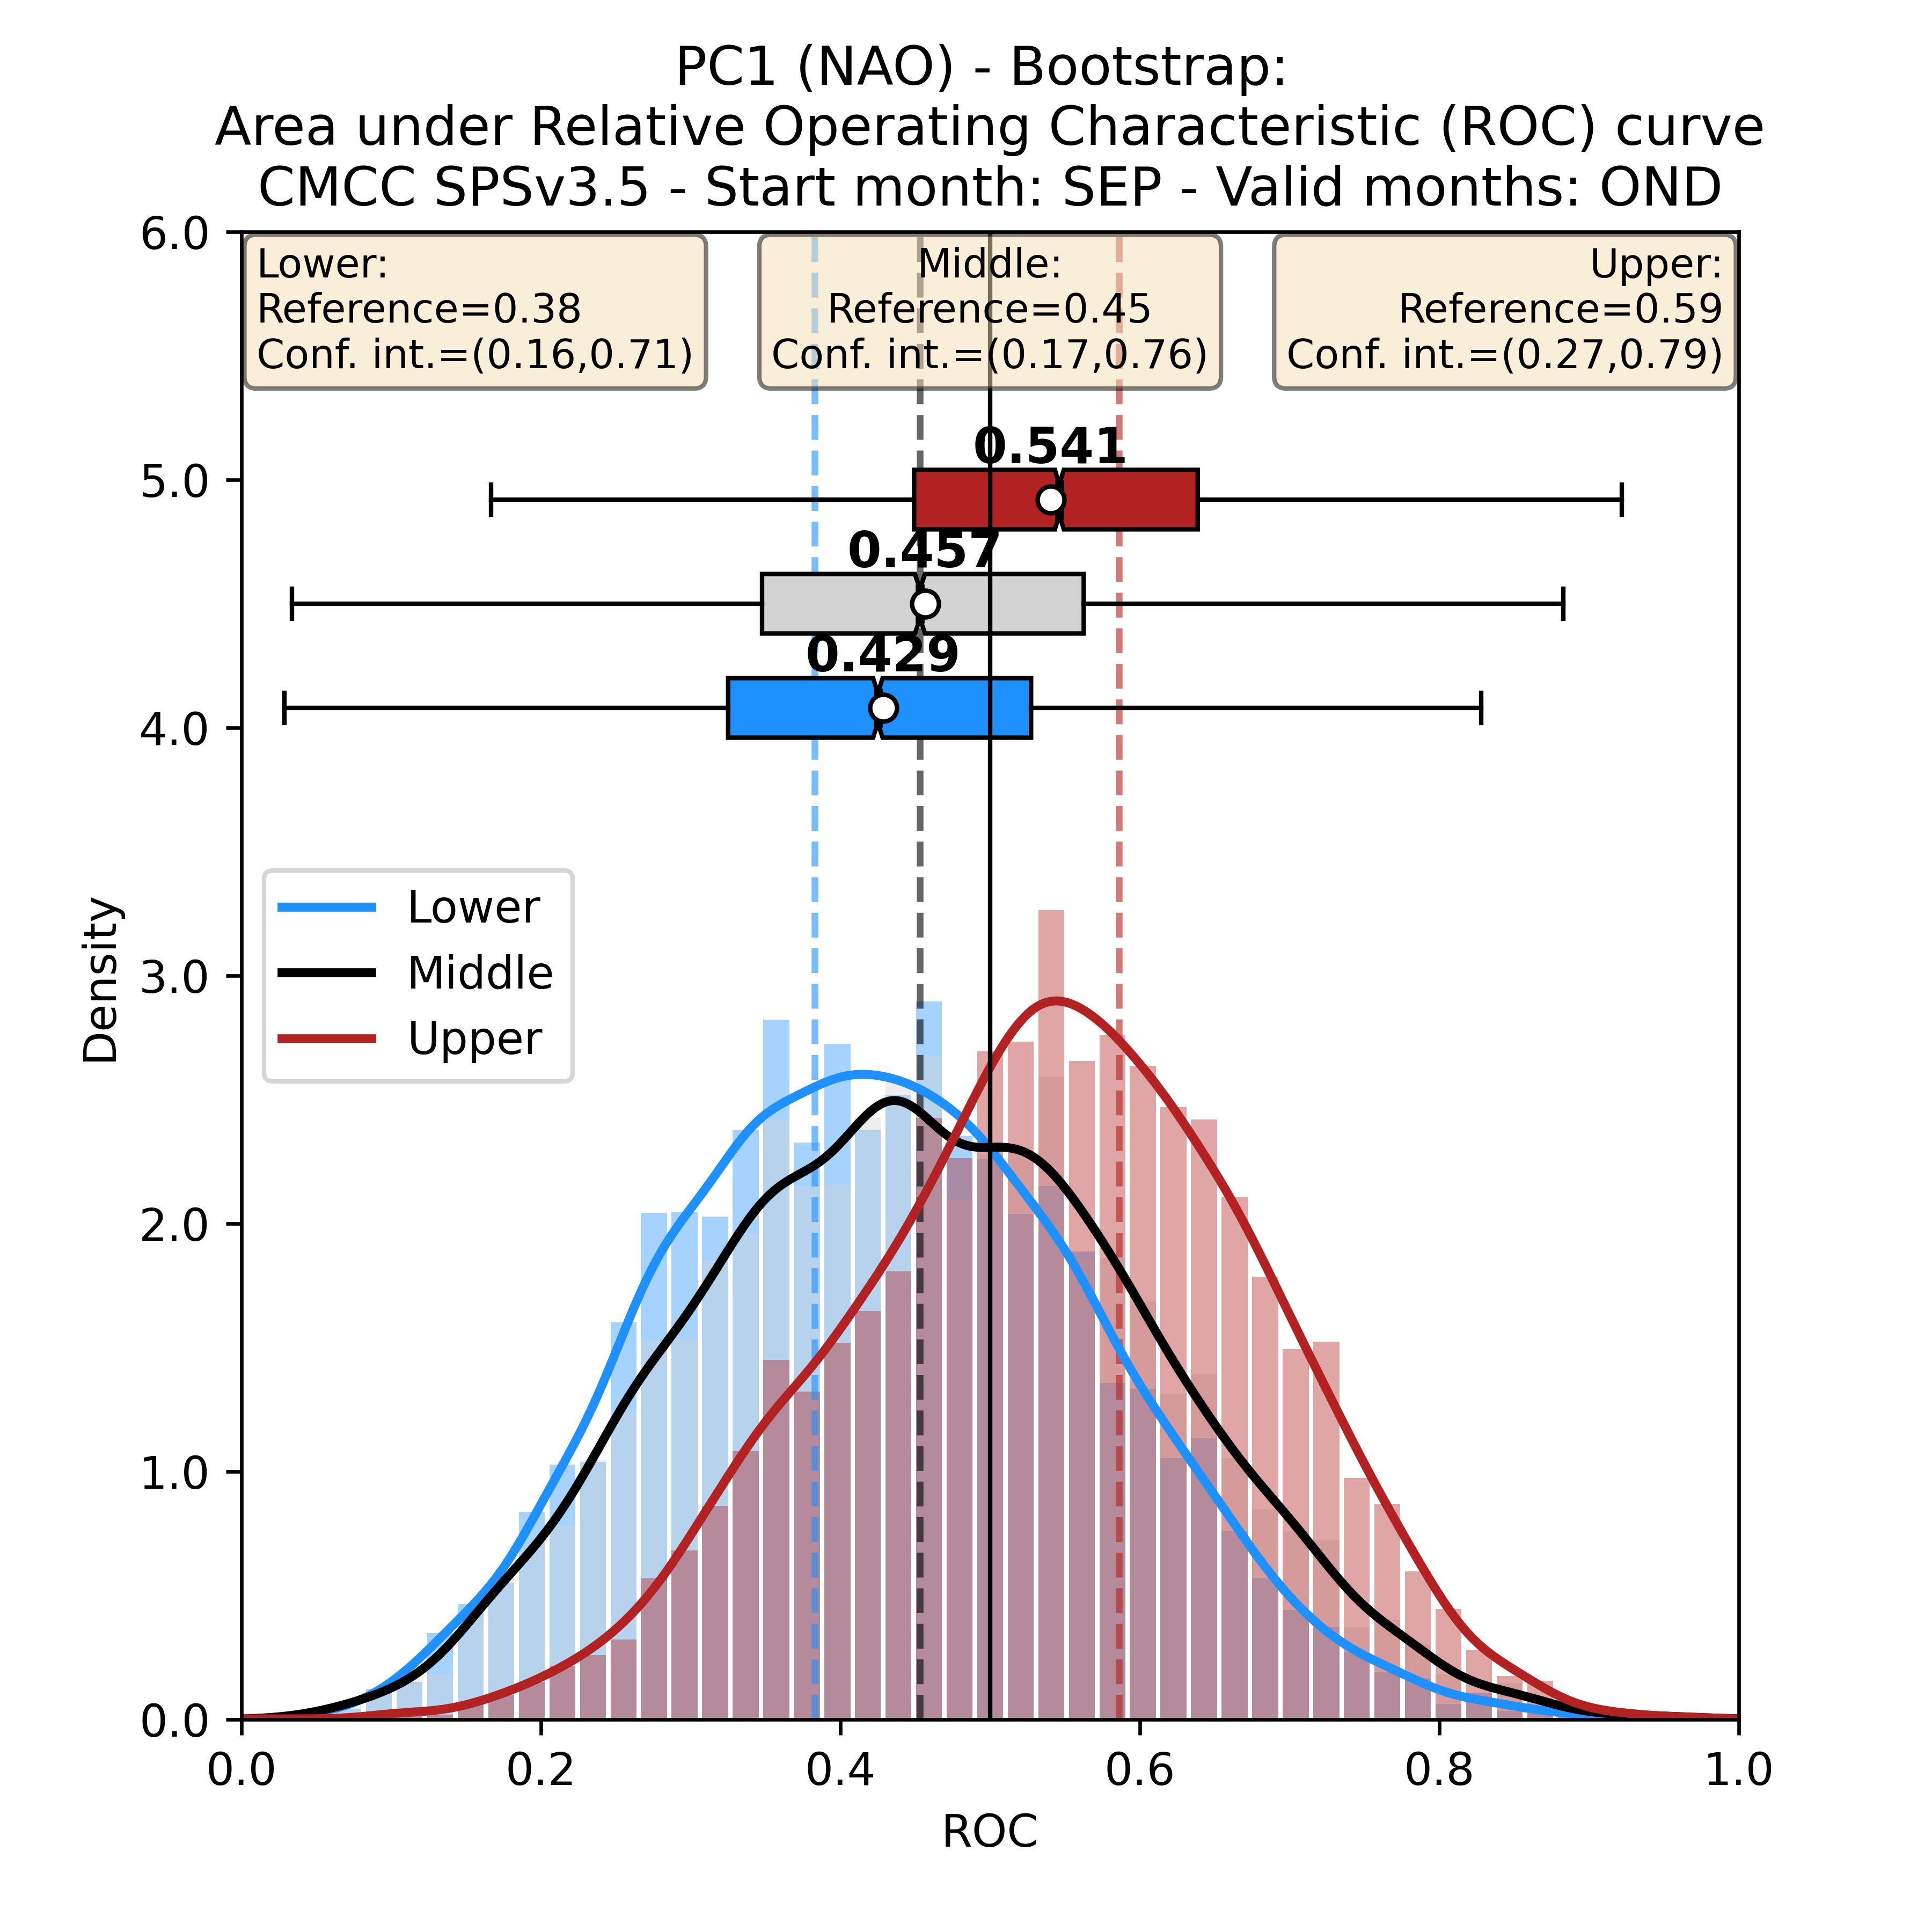 PC1 (NAO) - Bootstrap:
Area under Relative Operating Characteristic (ROC) curve
CMCC SPSv3.5 - Start month: SEP - Valid months: OND
6.0
Lower:
Reference=0.38
Conf. int.=(0.16,0.71)
Middle:
Reference=0.45
Conf. int.=(0.17,0.76)
Upper:
Reference=0.59
Conf. int.=(0.27,0.79)
0.541
5.0
0.457
0.429
4.0
Lower
Middle
Upper
Density
3.0
2.0
1.0
0.0
0.0 0.2 0.4 0.6 0.8 1.0
ROC